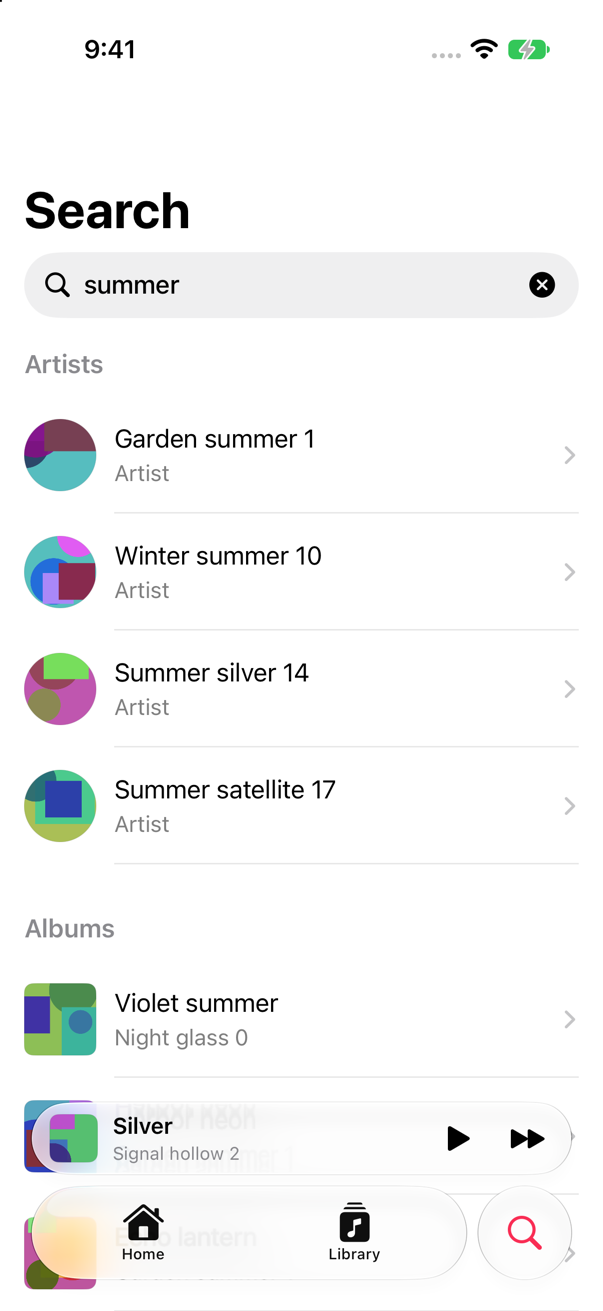 9:41
Search
summer
Artists
Garden summer 1
Artist
Winter summer 10
Artist
Summer silver 14
Artist
Summer satellite 17
Artist
Albums
Violet summer
Night glass 0
Silver
Signal hollow 2
lantern
Home
Library